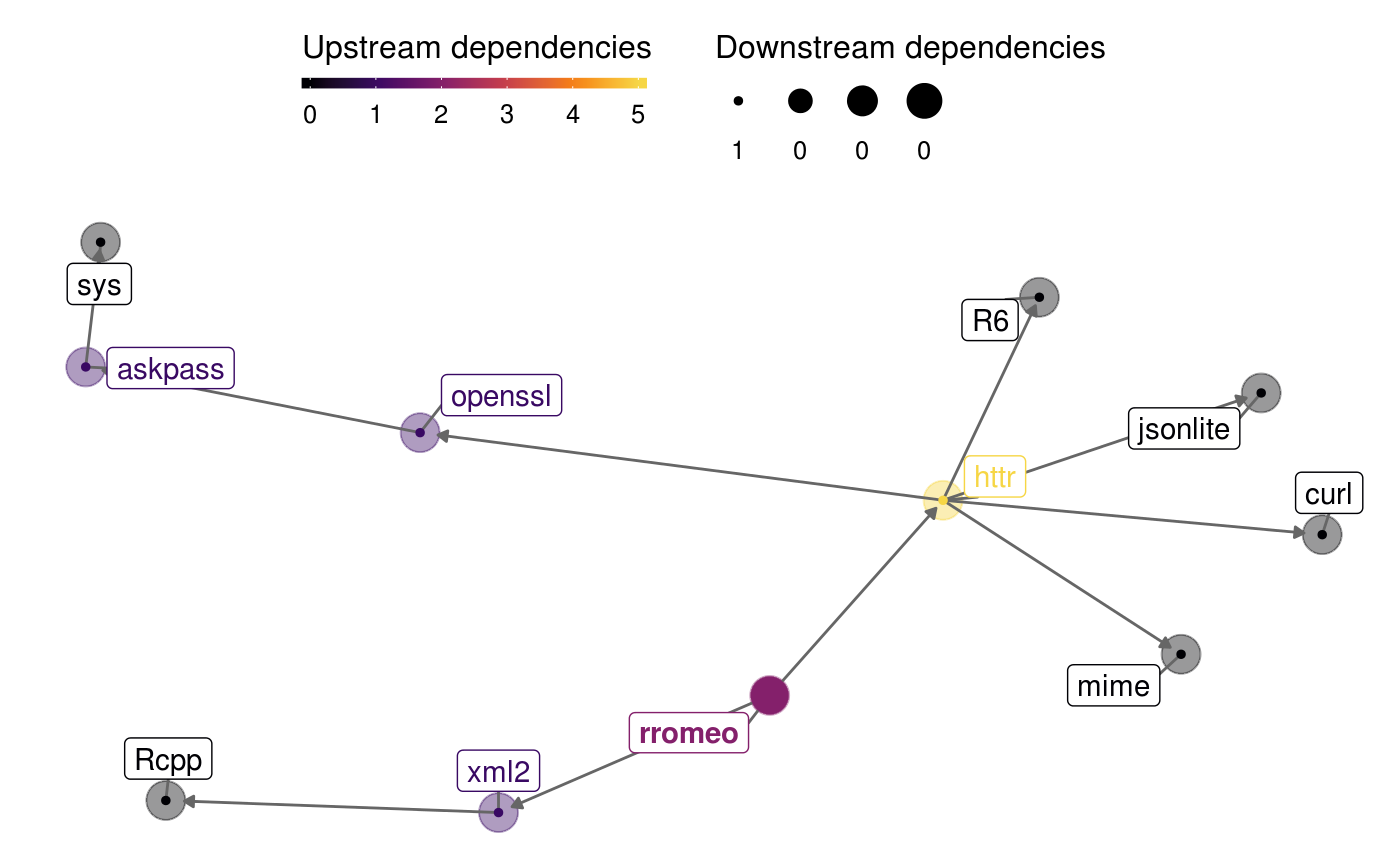 Upstream dependencies
0 1 2 3 4 5
Downstream dependencies
1 0 0 0
sys
askpass
openssl
R6
jsonlite
httr
curl
mime
rromeo
Rcpp
xml2